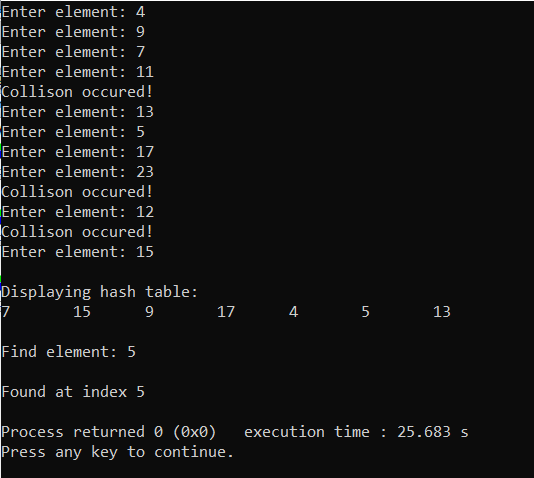 Enter element: 4
Enter element: 9
Enter element: 7
Enter element: 11
Collison occured!
Enter element: 13
Enter element: 5
Enter element: 17
Enter element: 23
Collison occured!
Enter element: 12
Collison occured!
Enter element: 15
Displaying hash table:
7 15 9 17 4 5 13
Find element: 5
Found at index 5
Process returned 0 (0x0) execution time : 25.683 s
Press any key to continue.